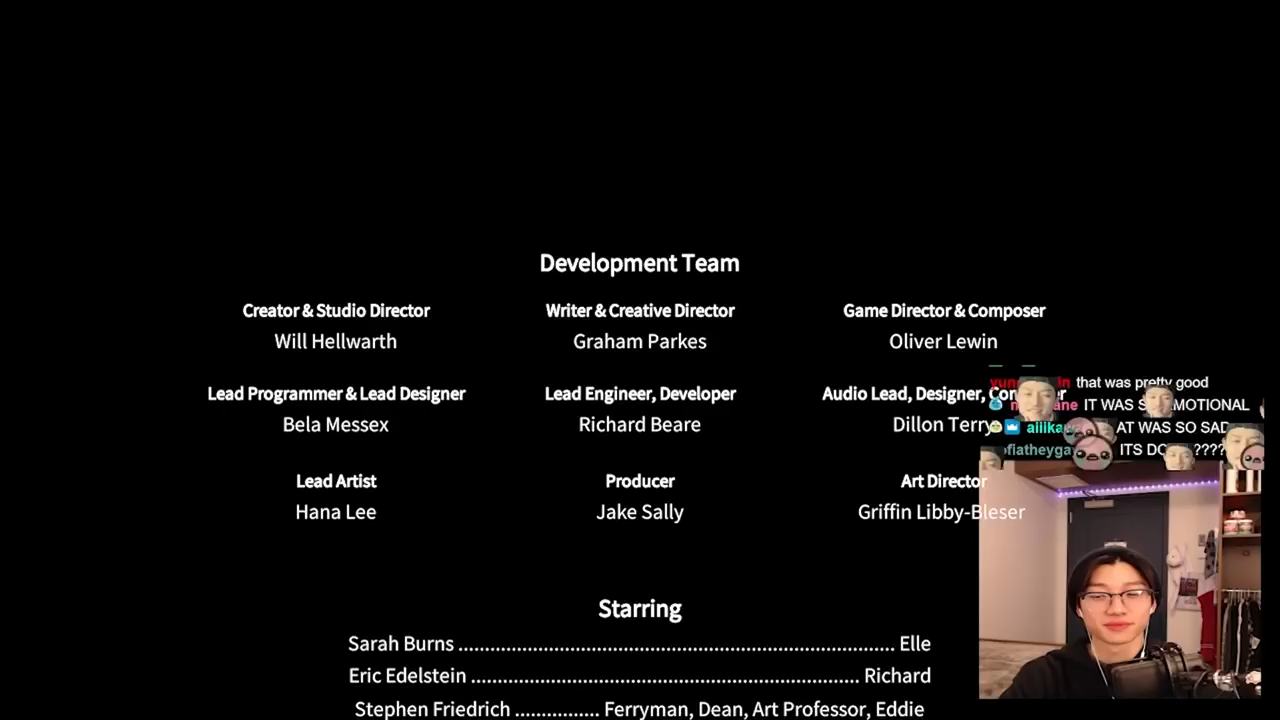 Development Team
Creator & Studio Director
Writer & Creative Director
Game Director & Composer
Will Hellwarth
Graham Parkes
Oliver Lewin
that was pretty good
Lead Programmer & Lead Designer
Lead Engineer, Developer
Audio Lead, Designer,
IT WAS
Bela Messex
Richard Beare
Dillon Terry
AT WAS SO SAD
ITS
Lead Artist
Producer
Art Director
Hana Lee
Jake Sally
Griffin Libby-Bleser
Starring
Sarah Burns ........................................................................ Elle
Eric Edelstein ................................................................ Richard
Stephen Friedrich ................ Ferryman, Dean, Art Professor, Eddie